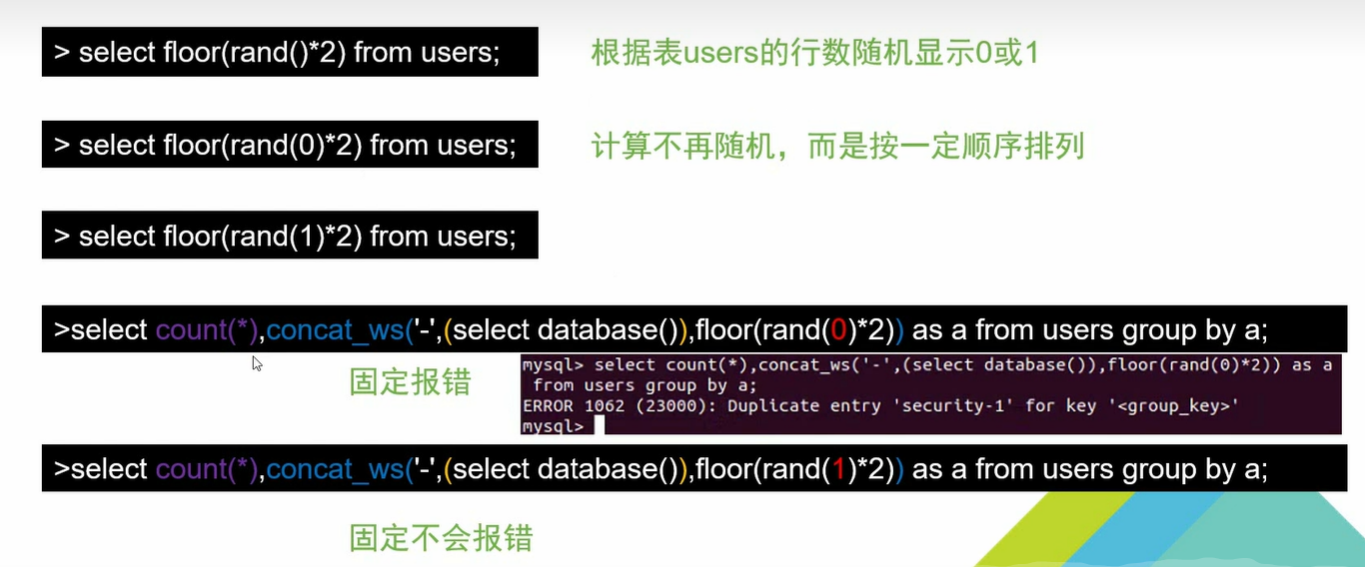 > select floor(rand()*2) from users;
根据表users的行数随机显示0或1
> select floor(rand(0)*2) from users;
计算不再随机，而是按一定顺序排列
> select floor(rand(1)*2) from users;
>select count(*),concat_ws('-',(select database()),floor(rand(0)*2)) as a from users group by a;
固定报错
mysql> select count(*),concat_ws('-',(select database()),floor(rand(0)*2)) as a
from users group by a;
ERROR 1062 (23000): Duplicate entry 'security-1' for key '<group_key>'
mysql>
>select count(*),concat_ws('-',(select database()),floor(rand(1)*2)) as a from users group by a;
固定不会报错